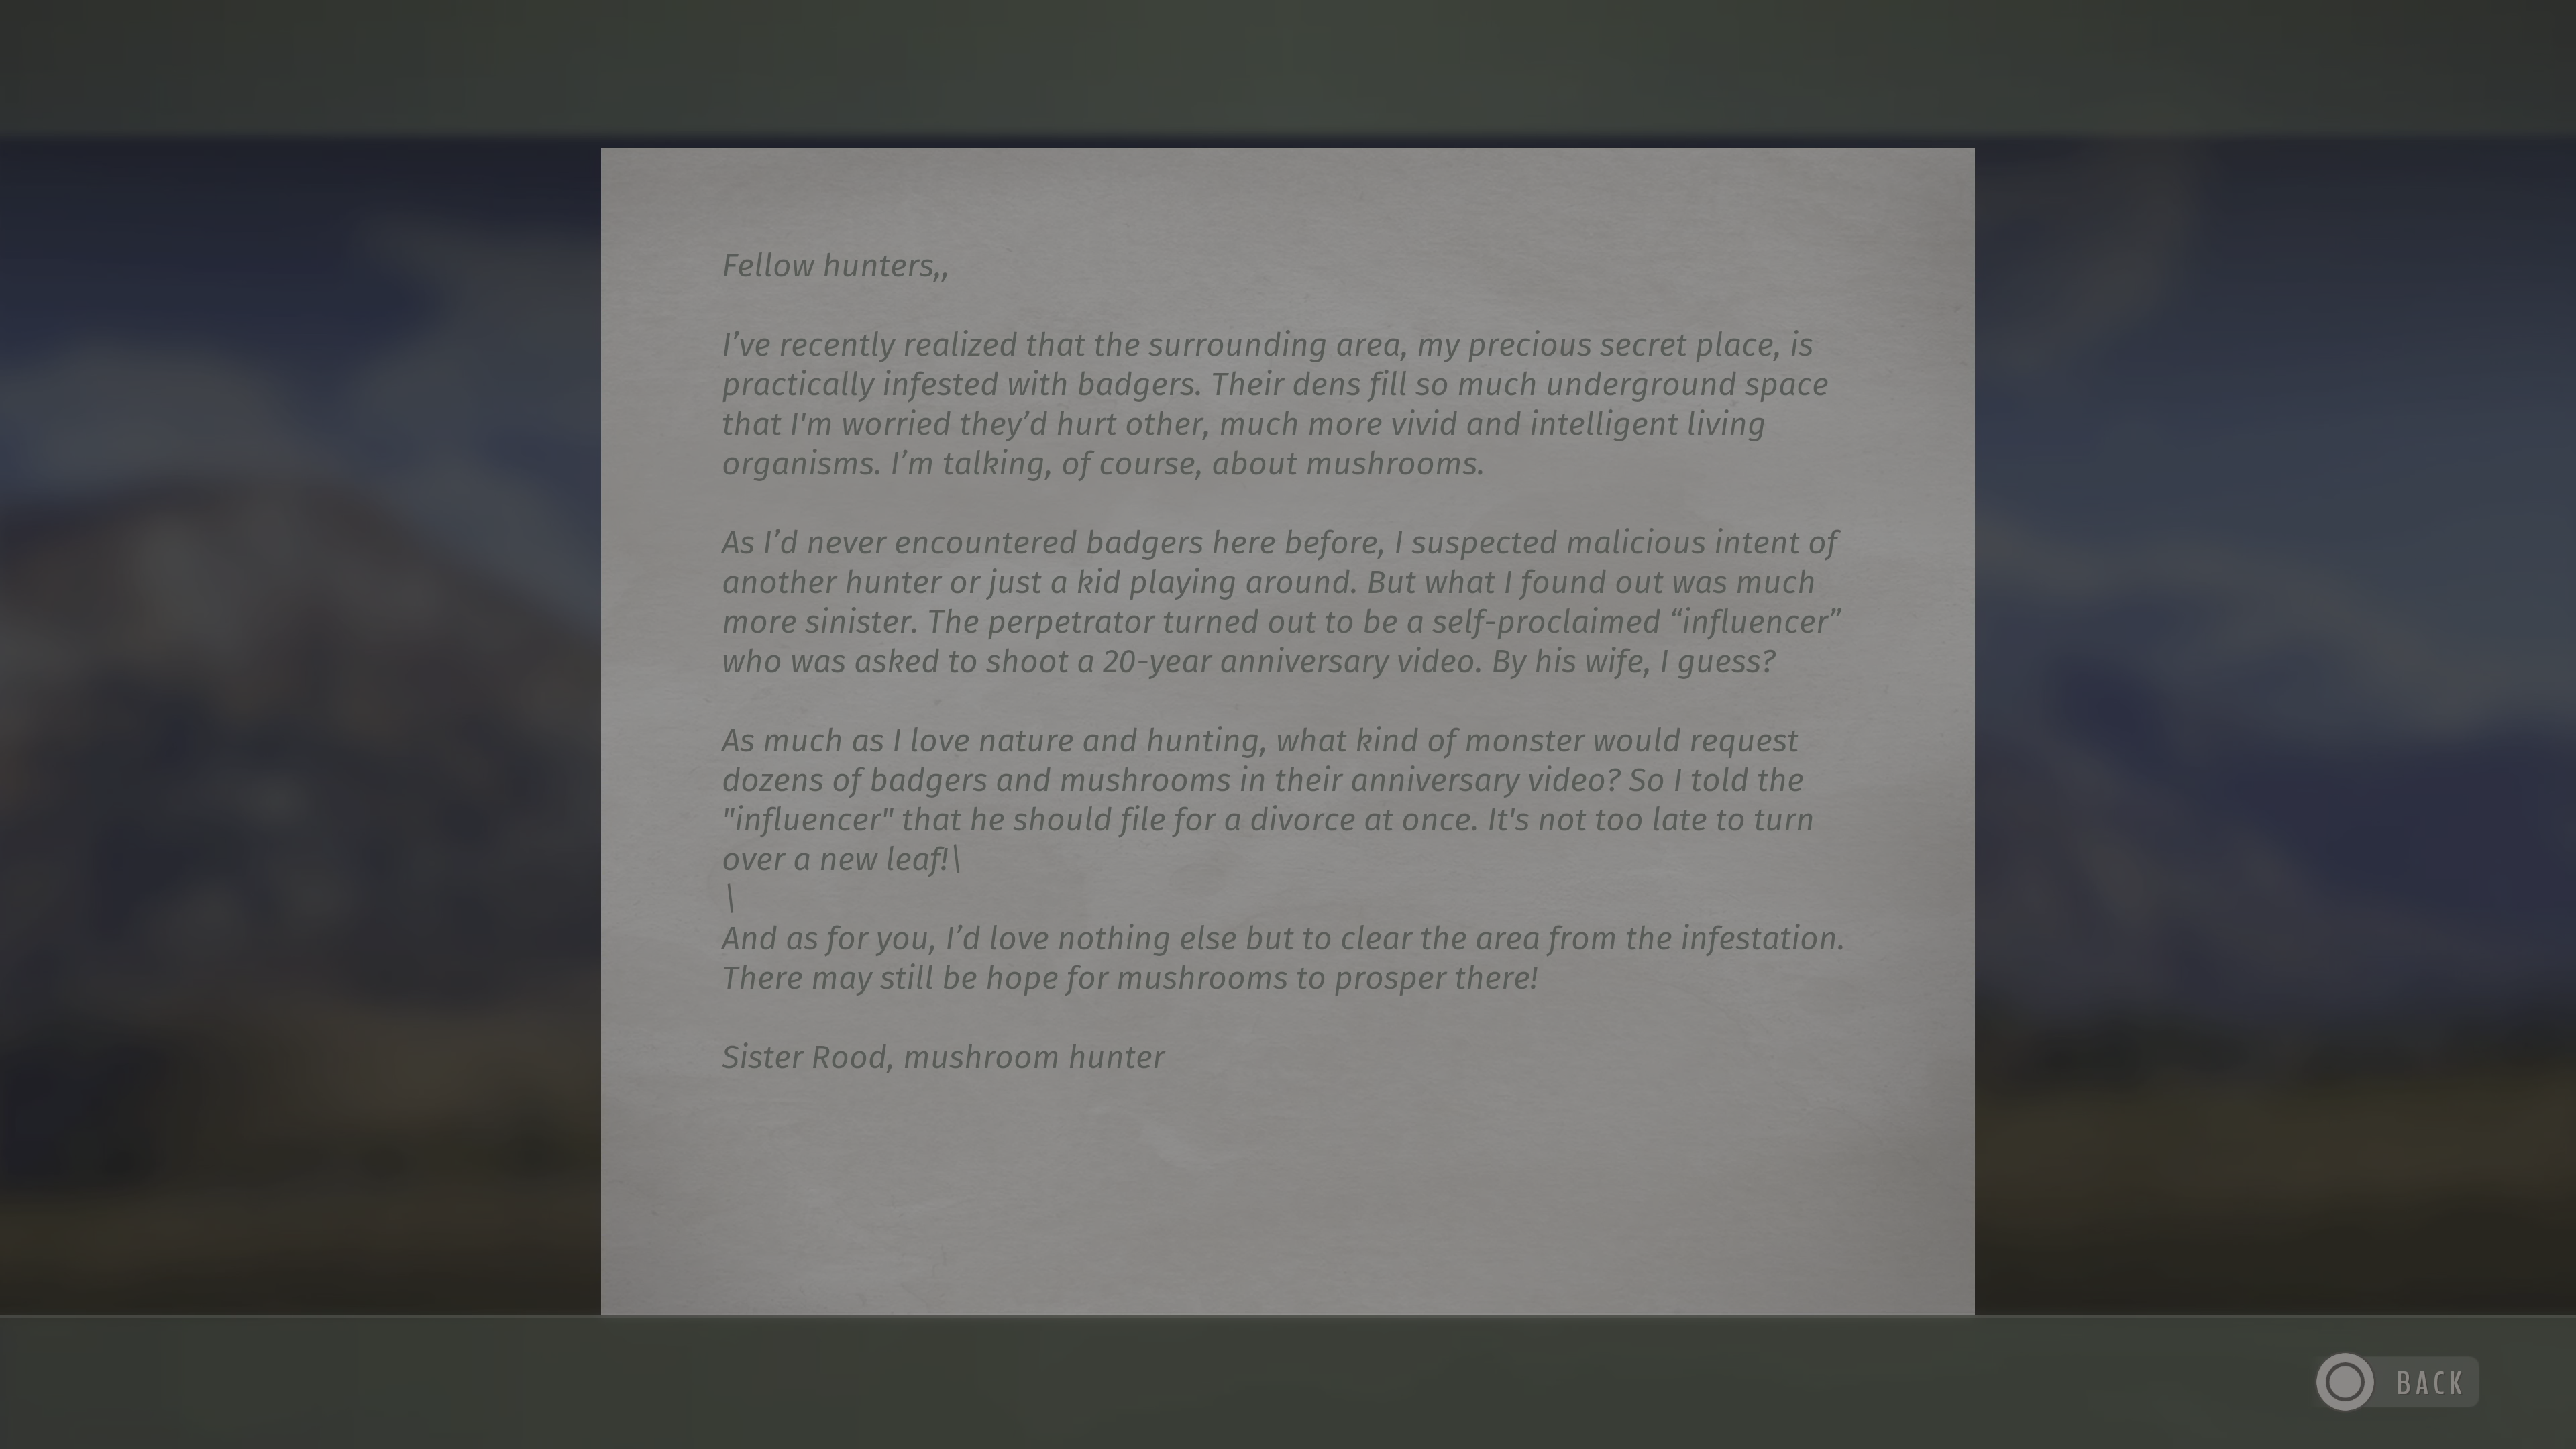 Fellow hunters,,
I’ve recently realized that the surrounding area, my precious secret place, is
practically infested with badgers. Their dens fill so much underground space
that I'm worried they’d hurt other, much more vivid and intelligent living
organisms. I’m talking, of course, about mushrooms.
As I’d never encountered badgers here before, I suspected malicious intent of
another hunter or just a kid playing around. But what I found out was much
more sinister. The perpetrator turned out to be a self-proclaimed “influencer”
who was asked to shoot a 20-year anniversary video. By his wife, I guess?
As much as I love nature and hunting, what kind of monster would request
dozens of badgers and mushrooms in their anniversary video? So I told the
"influencer" that he should file for a divorce at once. It's not too late to turn
over a new leaf!\
\
And as for you, I’d love nothing else but to clear the area from the infestation.
There may still be hope for mushrooms to prosper there!
Sister Rood, mushroom hunter
BACK